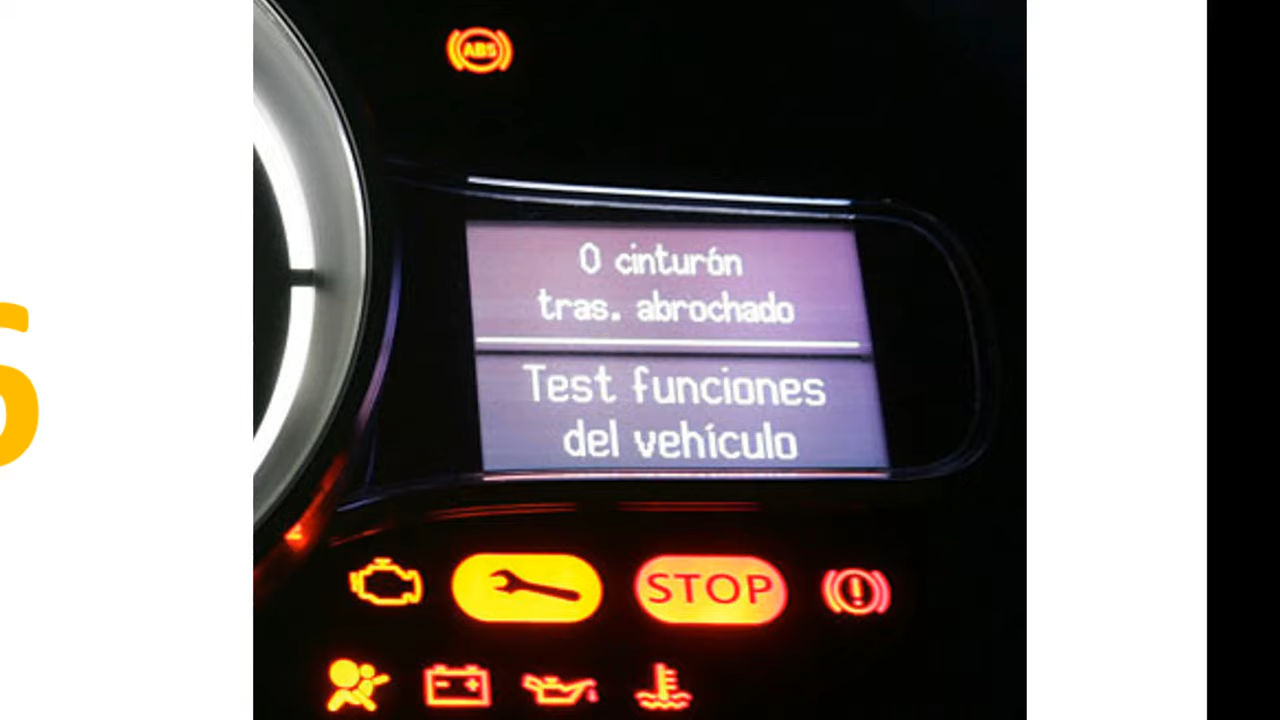 ABS
0 cinturón
tras. abrochado
Test funciones
del vehículo
STOP